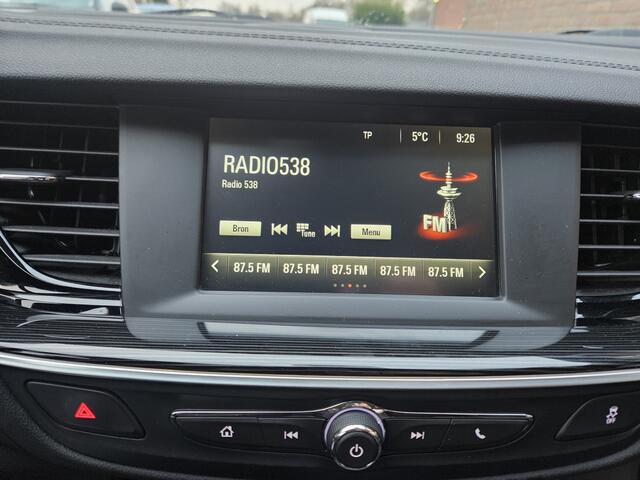 TP 5°C 9:26
RADIO538
Radio 538
FM
Bron Tune Menu
87.5 FM 87.5 FM 87.5 FM 87.5 FM 87.5 FM
OFF